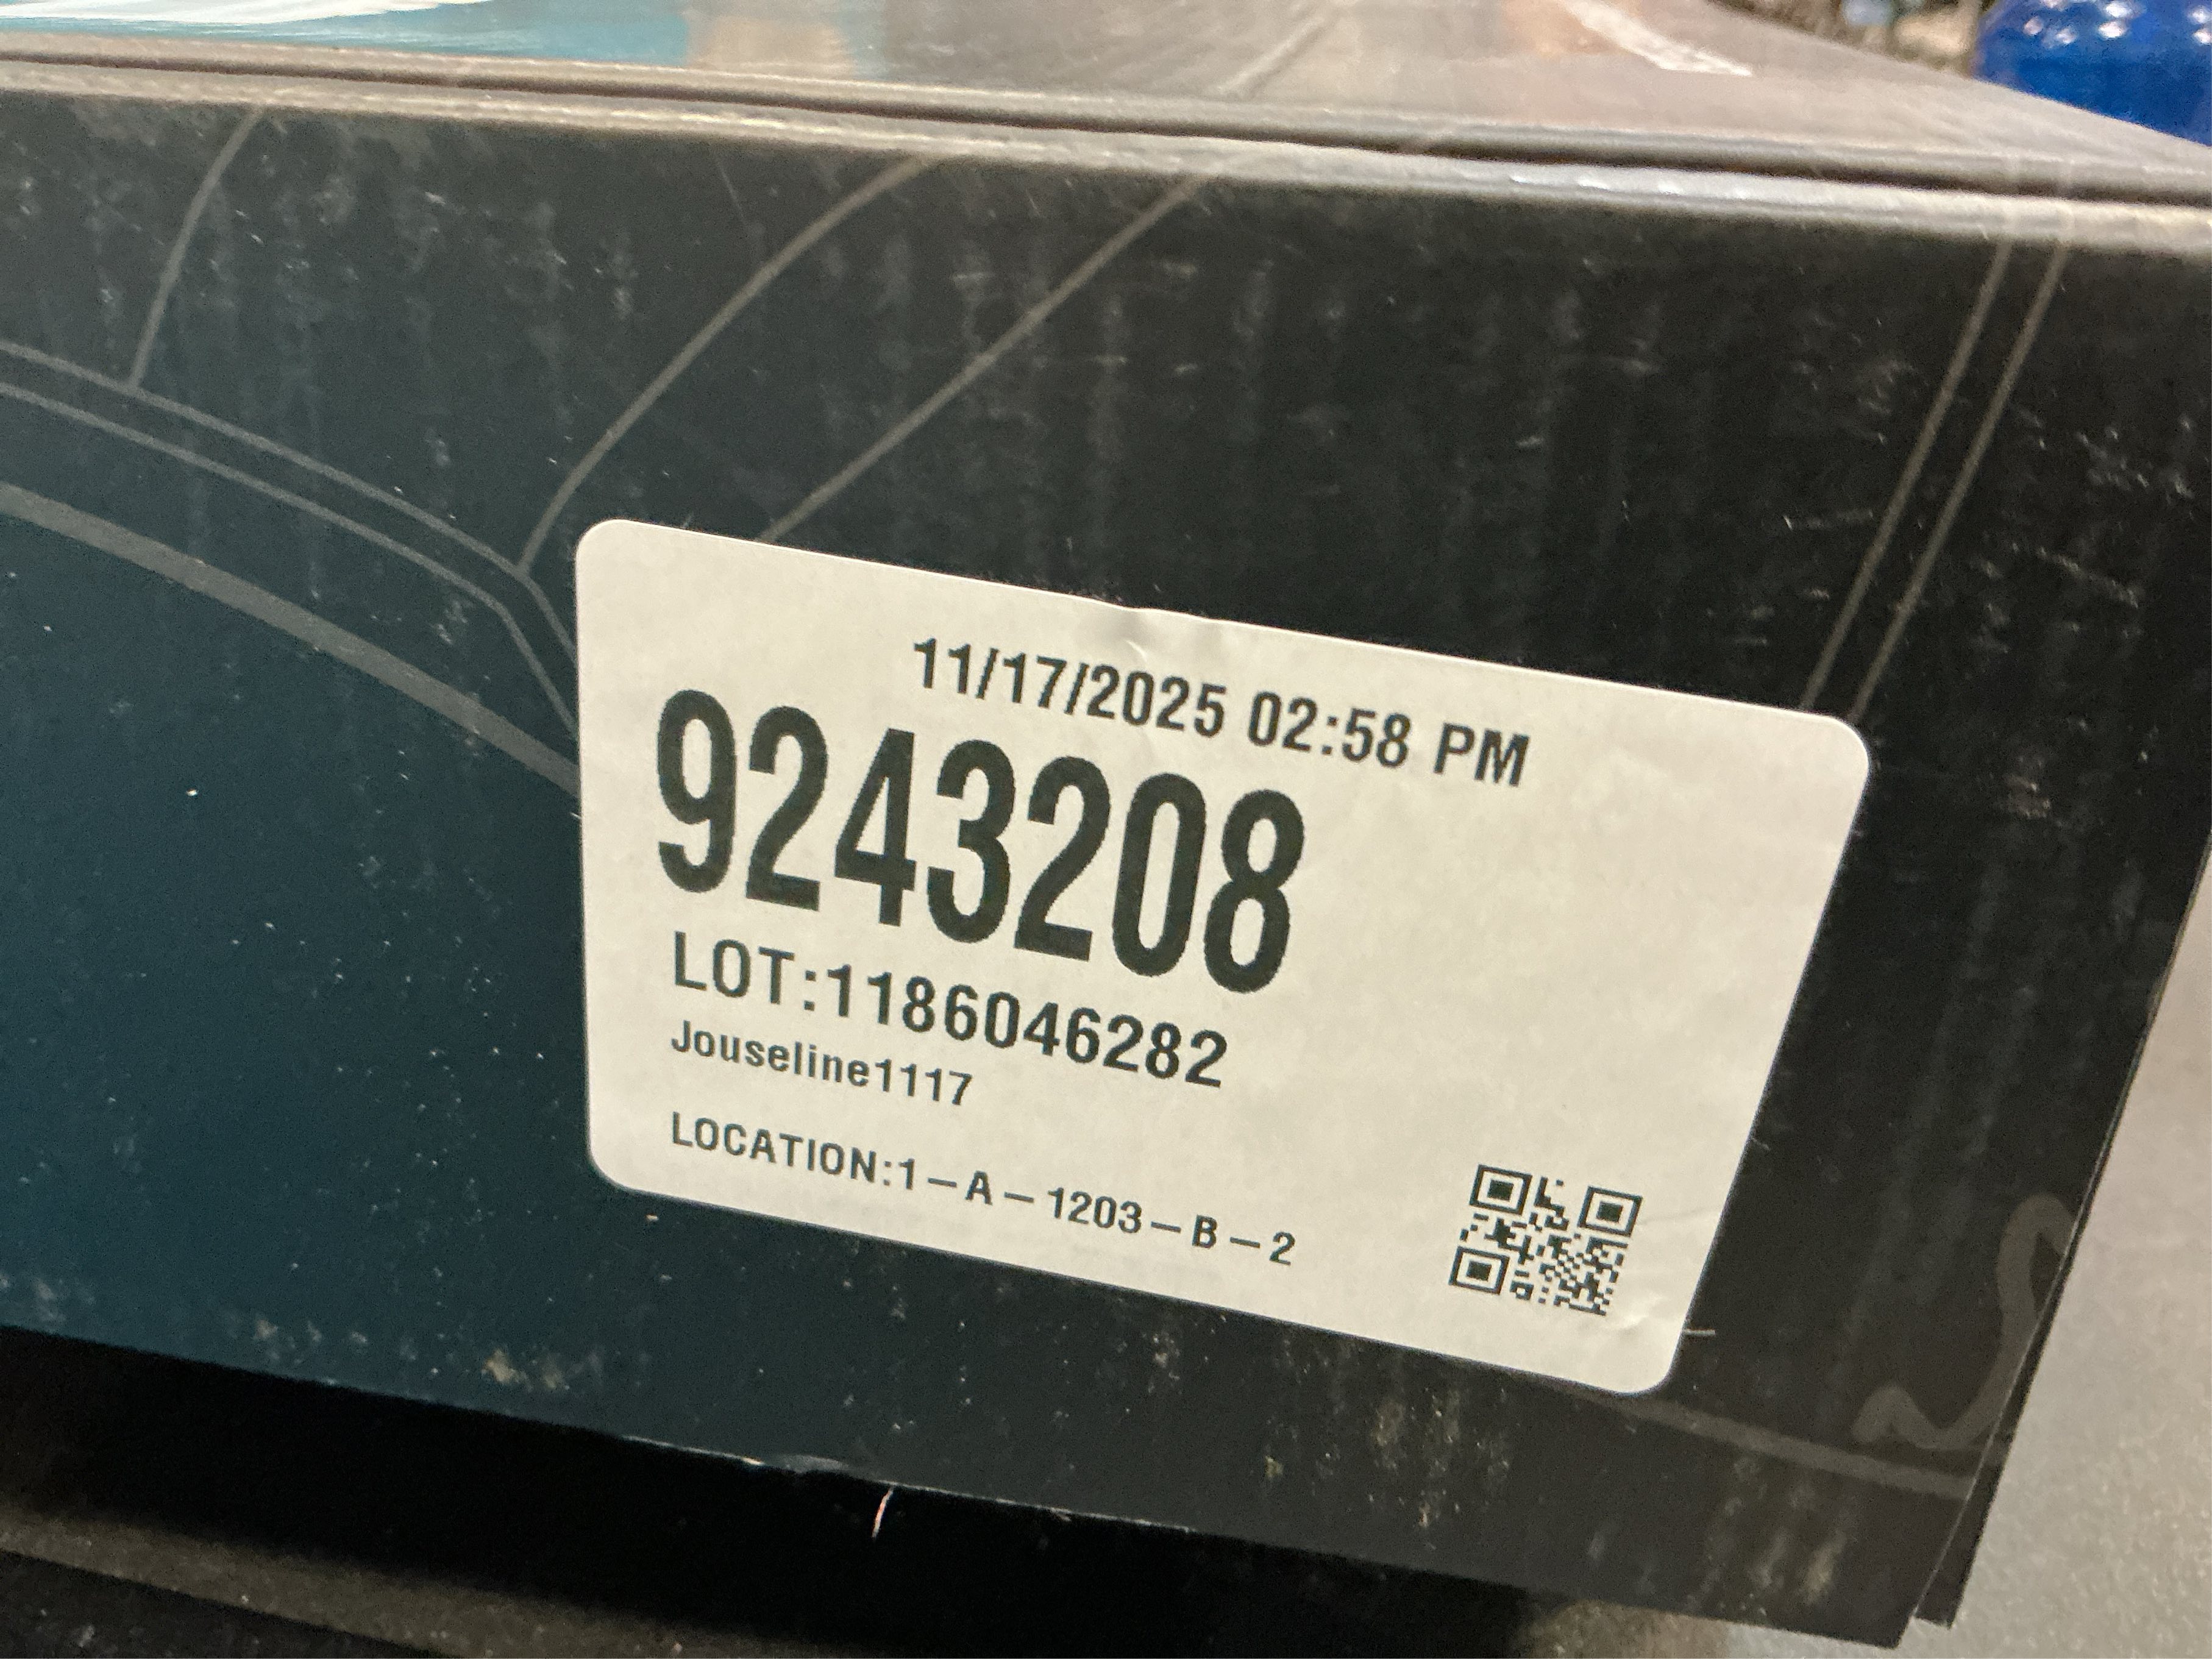 11/17/2025 02:58 PM
9243208
LOT:1186046282
Jouseline1117
LOCATION:1-A-1203-B-2